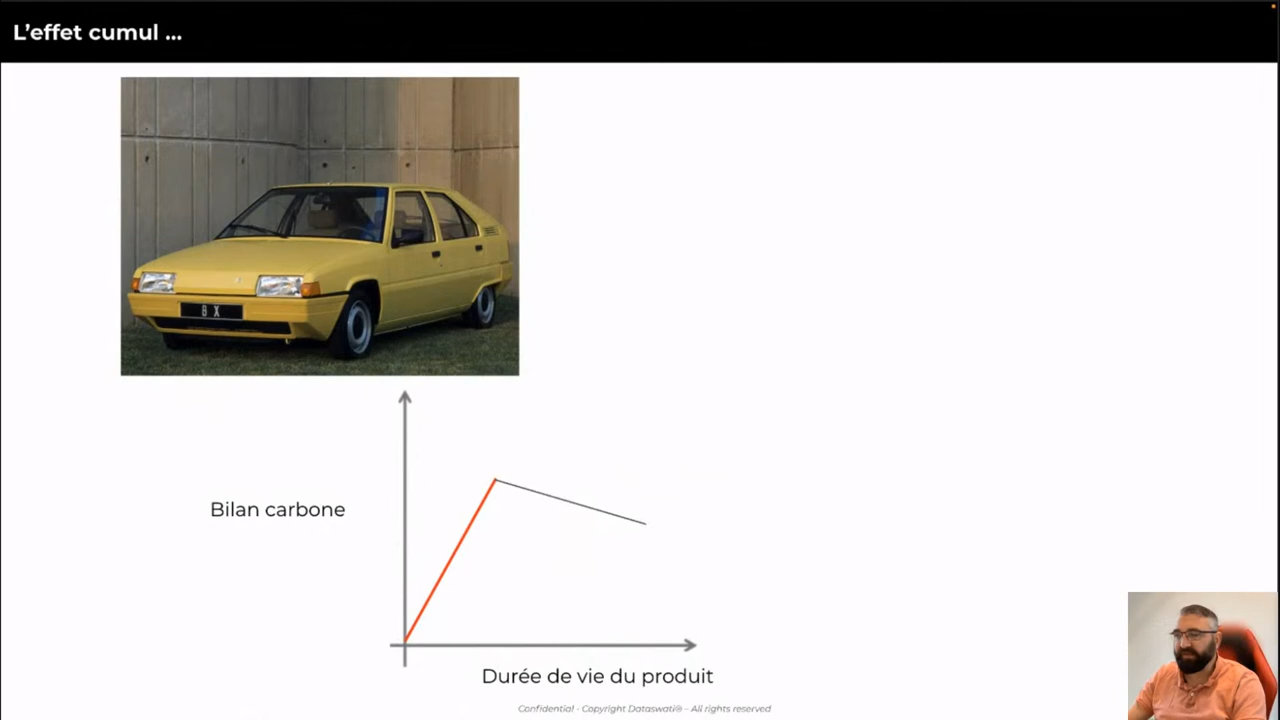 L'effet cumul ...
B X
Bilan carbone
Durée de vie du produit
Confidential - Copyright Dataswati® - All rights reserved